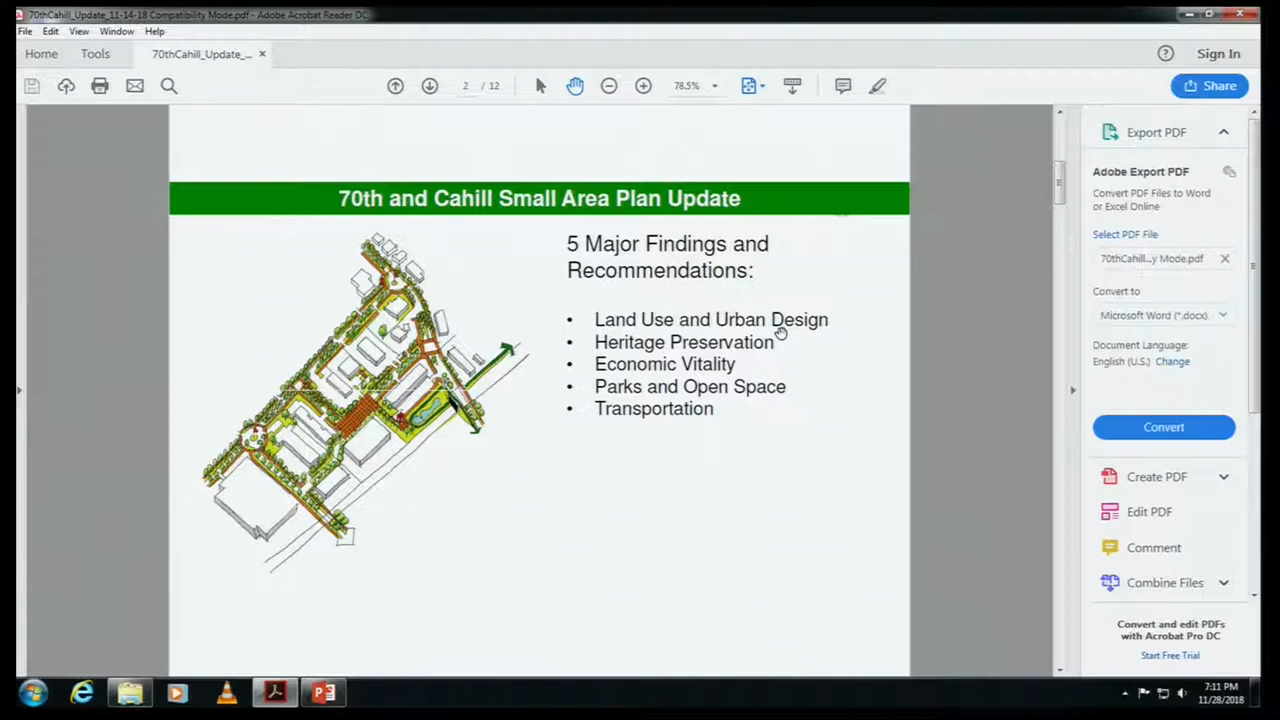 70thCahill_Update_11-14-18 Compatibility Mode.pdf - Adobe Acrobat Reader DC
File Edit View Window Help
Home Tools 70thCahill_Update_... × Sign In
2 / 12 78.5% Share
Export PDF
70th and Cahill Small Area Plan Update
5 Major Findings and
Recommendations:
• Land Use and Urban Design
• Heritage Preservation
• Economic Vitality
• Parks and Open Space
• Transportation
Adobe Export PDF
Convert PDF Files to Word
or Excel Online
Select PDF File
70thCahill...y Mode.pdf
Convert to
Microsoft Word (*.docx)
Document Language:
English (U.S.) Change
Convert
Create PDF
Edit PDF
Comment
Combine Files
Convert and edit PDFs
with Acrobat Pro DC
Start Free Trial
7:11 PM
11/28/2018